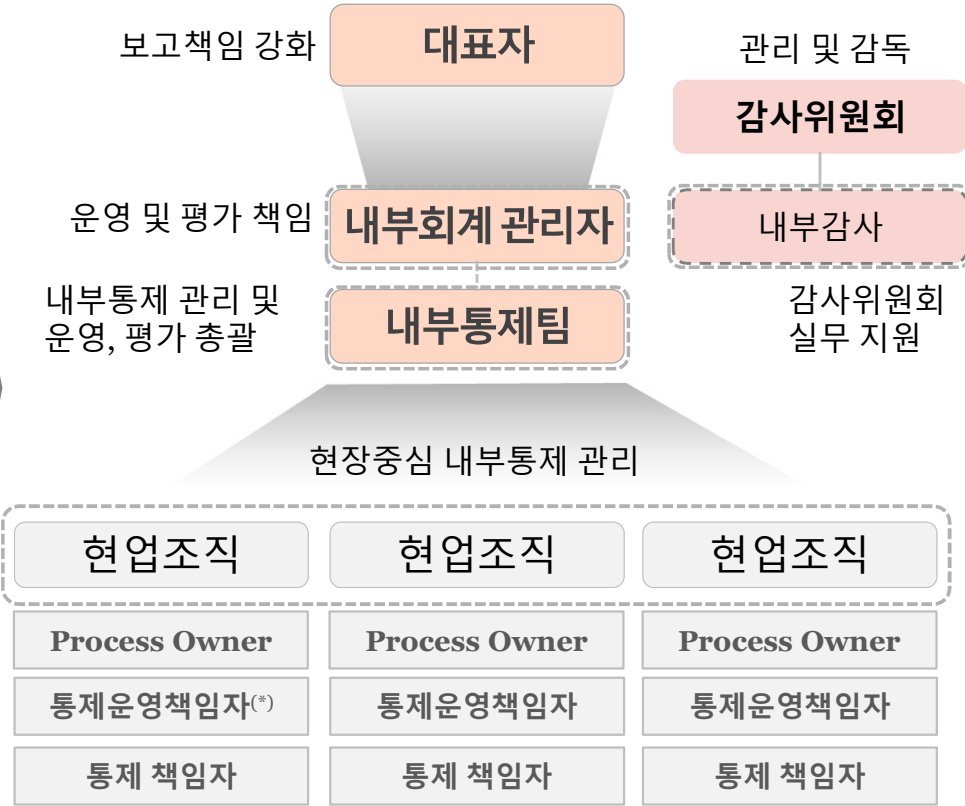 보고책임 강화
대표자
관리 및 감독
감사위원회
운영 및 평가 책임
내부회계 관리자
내부감사
내부통제 관리 및
운영, 평가 총괄
내부통제팀
감사위원회
실무 지원
현장중심 내부통제 관리
현업조직
현업조직
현업조직
Process Owner
Process Owner
Process Owner
통제운영책임자(*)
통제운영책임자
통제운영책임자
통제 책임자
통제 책임자
통제 책임자